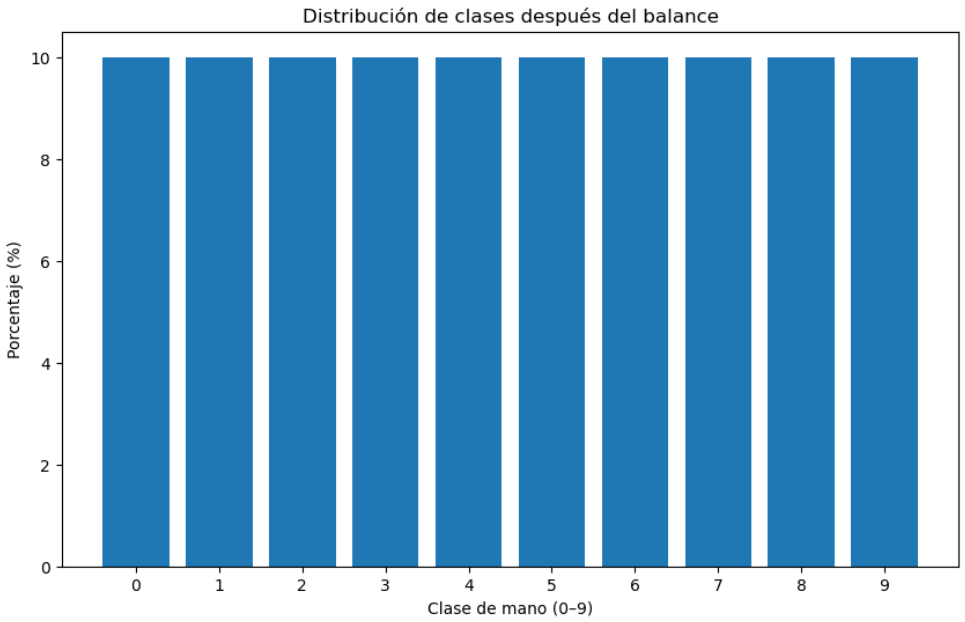 Distribución de clases después del balance
Porcentaje (%)
10
8
6
4
2
0
0 1 2 3 4 5 6 7 8 9
Clase de mano (0–9)